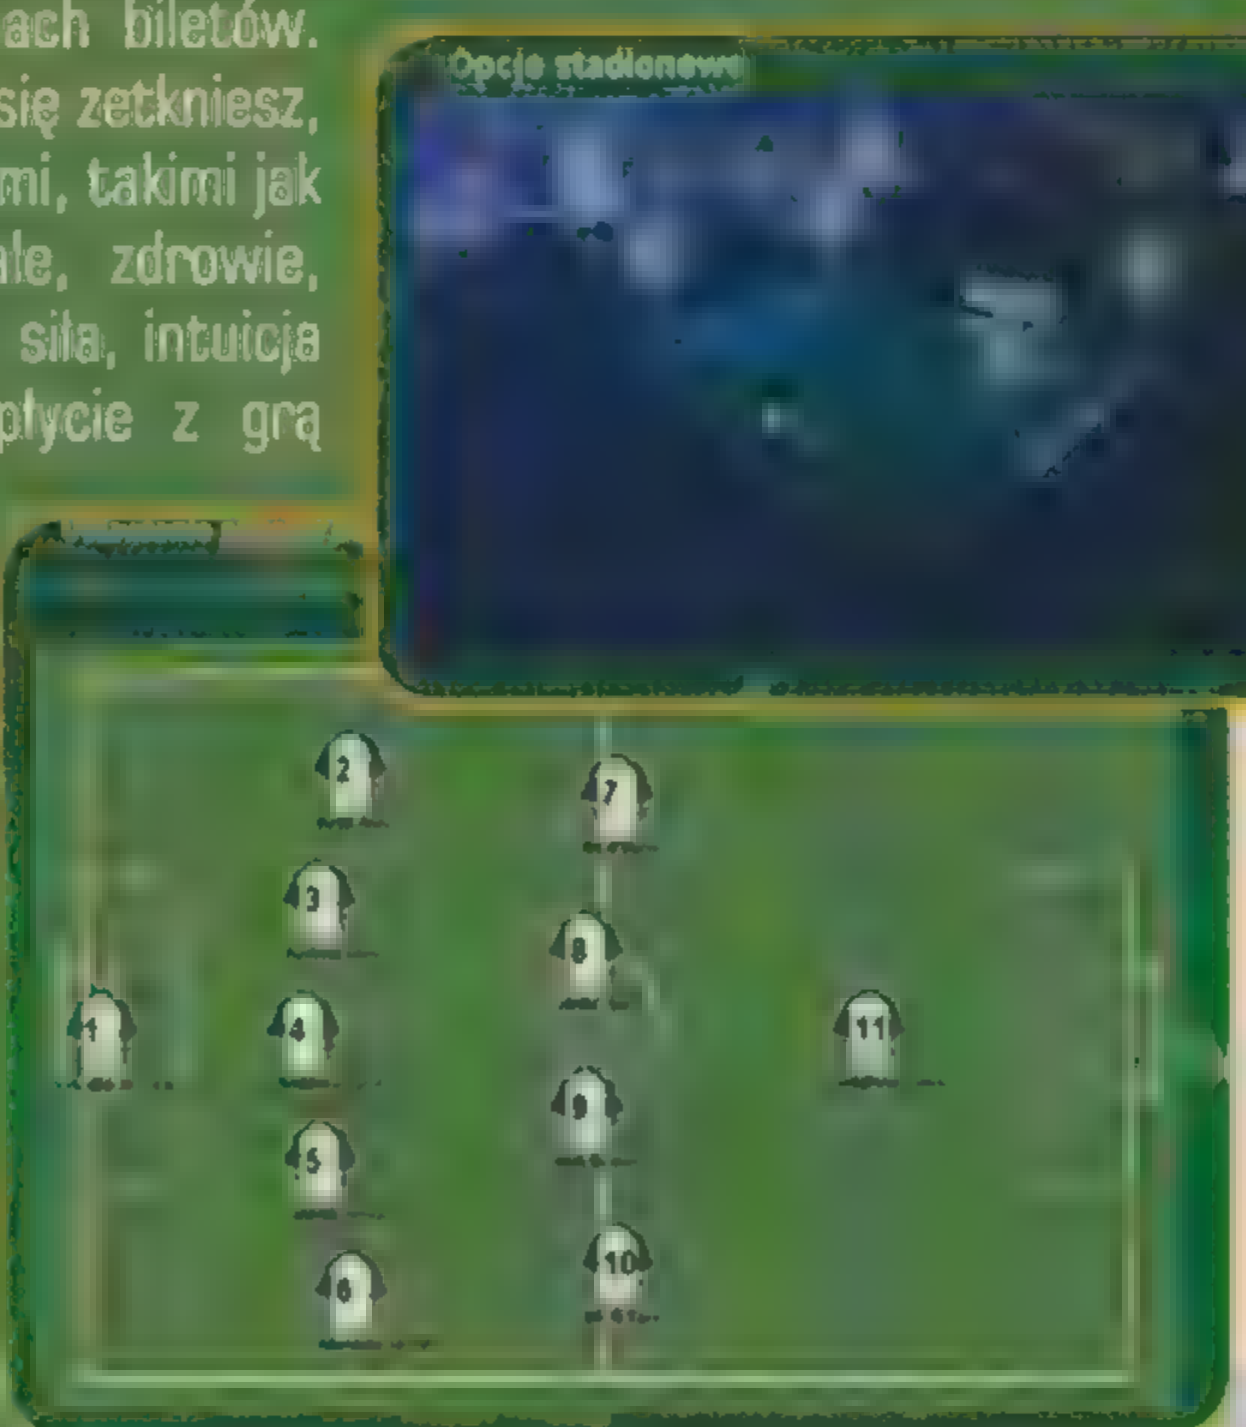 ach biletów.
się zetkniesz,
mi, takimi jak
ale, zdrowie,
siła, intuicja
płycie z grą
Opcje stadionowe
2
7
3
8
1
4
11
9
5
10
6